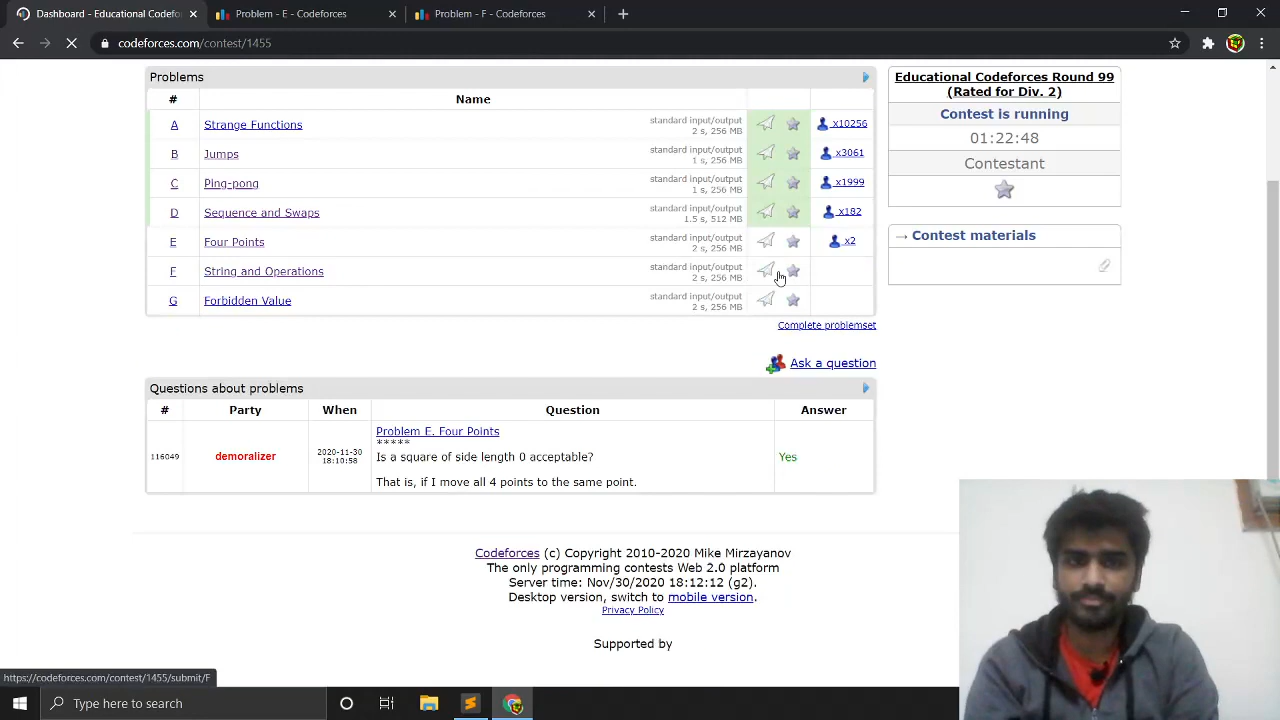 Dashboard - Educational Codefor
Problem - E - Codeforces
Problem - F - Codeforces
codeforces.com/contest/1455
Problems
# Name
A Strange Functions standard input/output 2 s, 256 MB x10256
B Jumps standard input/output 1 s, 256 MB x3061
C Ping-pong standard input/output 1 s, 256 MB x1999
D Sequence and Swaps standard input/output 1.5 s, 512 MB x182
E Four Points standard input/output 2 s, 256 MB x2
F String and Operations standard input/output 2 s, 256 MB
G Forbidden Value standard input/output 2 s, 256 MB
Complete problemset
Ask a question
Educational Codeforces Round 99
(Rated for Div. 2)
Contest is running
01:22:48
Contestant
→ Contest materials
Questions about problems
# Party When Question Answer
116049 demoralizer 2020-11-30 18:10:58 Problem E. Four Points Yes
*****
Is a square of side length 0 acceptable?
That is, if I move all 4 points to the same point.
Codeforces (c) Copyright 2010-2020 Mike Mirzayanov
The only programming contests Web 2.0 platform
Server time: Nov/30/2020 18:12:12 (g2).
Desktop version, switch to mobile version.
Privacy Policy
Supported by
https://codeforces.com/contest/1455/submit/F
Type here to search